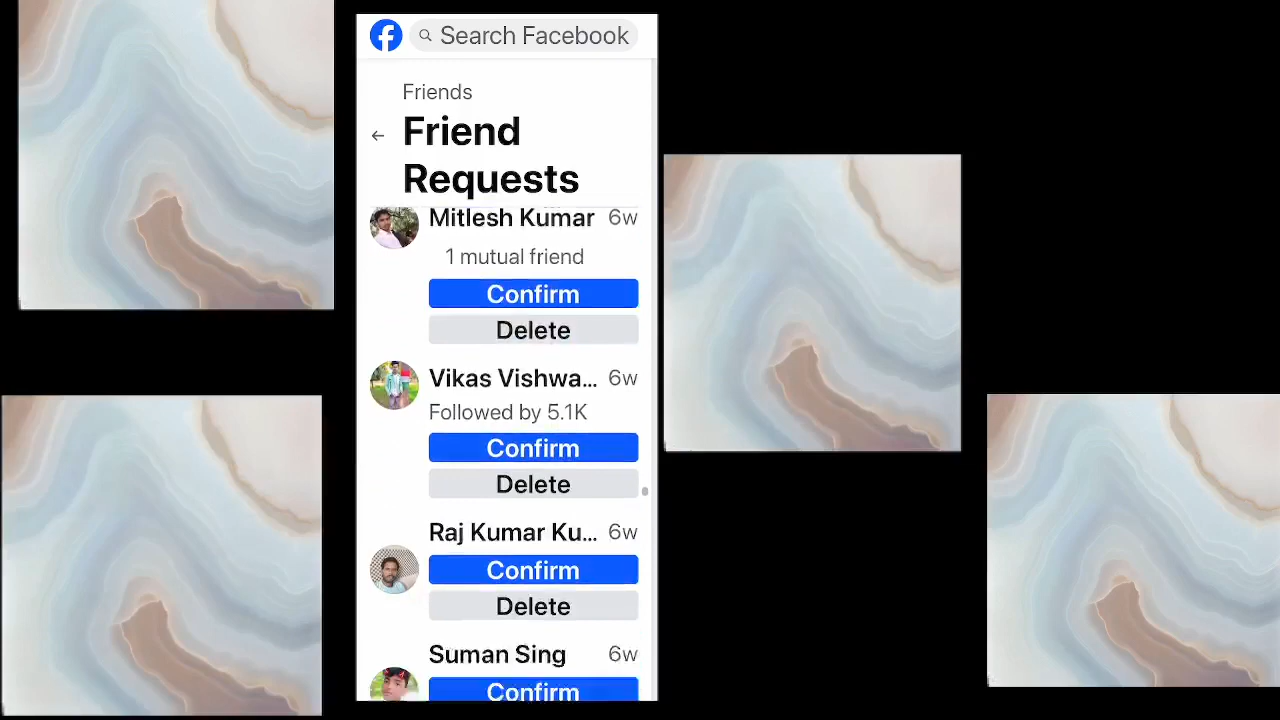 Search Facebook
Friends
Friend
Requests
Mitlesh Kumar 6w
1 mutual friend
Confirm
Delete
Vikas Vishwa... 6w
Followed by 5.1K
Confirm
Delete
Raj Kumar Ku... 6w
Confirm
Delete
Suman Sing 6w
Confirm